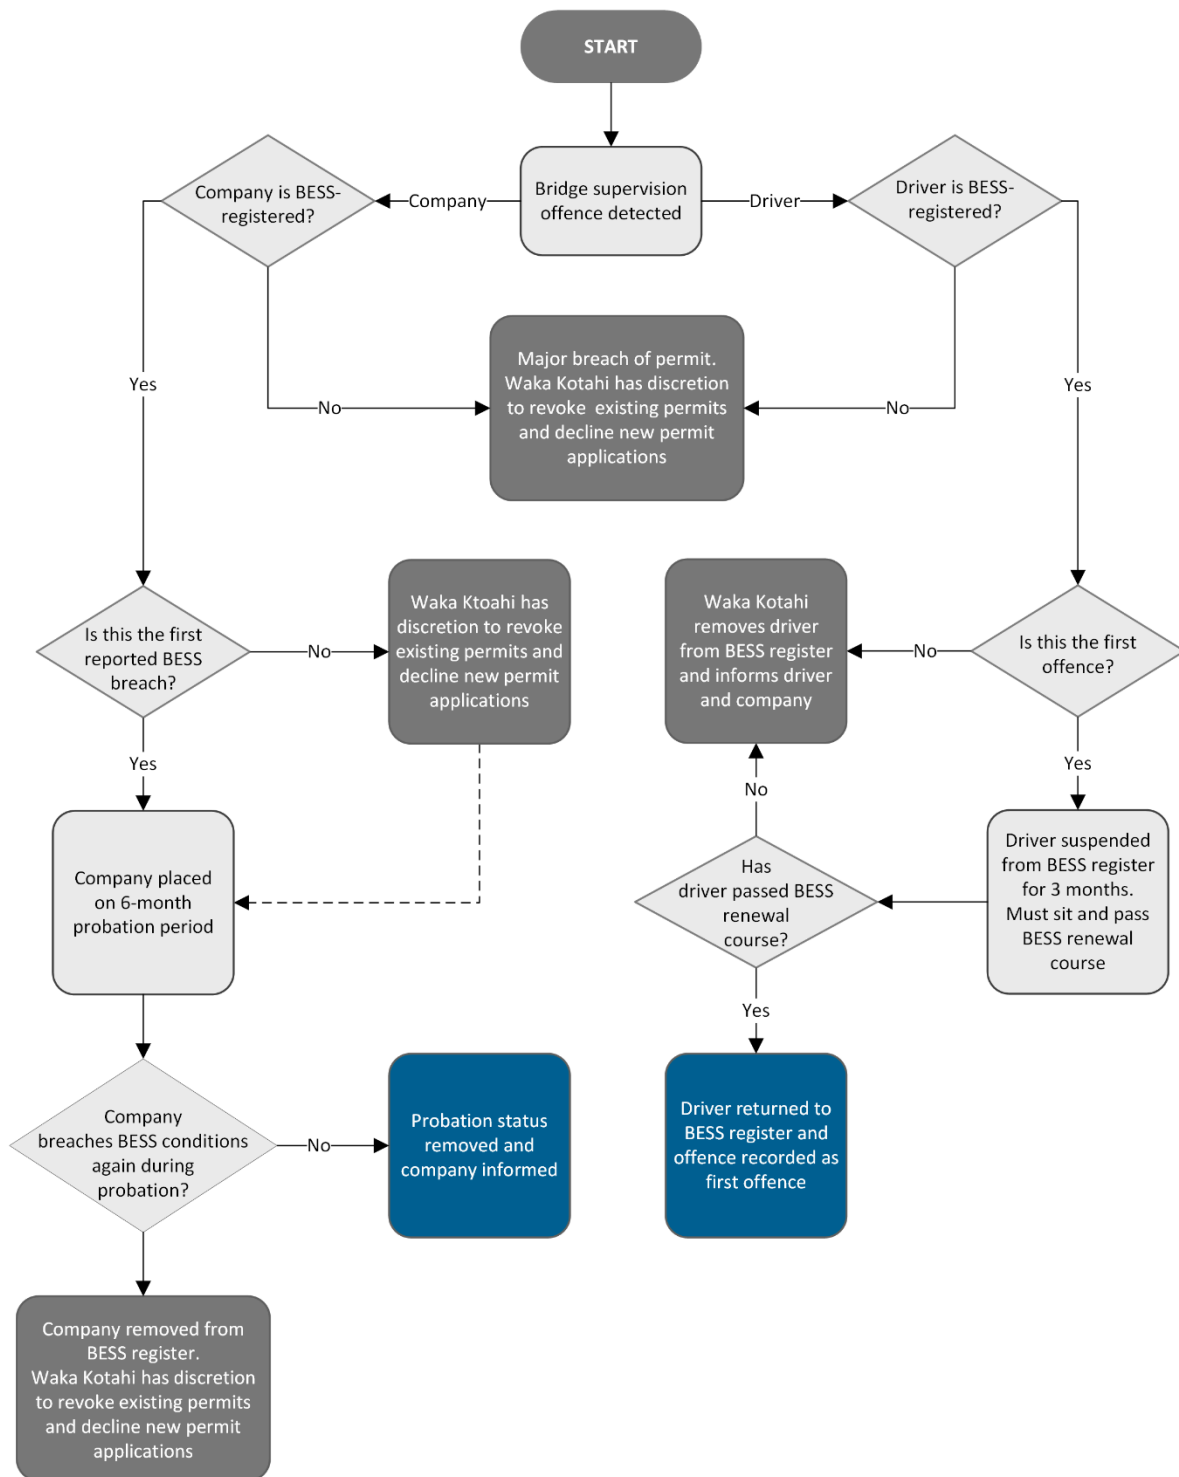 START
Bridge supervision
offence detected
Company
Driver
Company is BESS-
registered?
Driver is BESS-
registered?
Yes
No
No
Yes
Major breach of permit.
Waka Kotahi has discretion
to revoke existing permits
and decline new permit
applications
Is this the first
reported BESS
breach?
No
Waka Ktoahi has
discretion to revoke
existing permits and
decline new permit
applications
Waka Kotahi
removes driver
from BESS register
and informs driver
and company
No
Is this the first
offence?
Yes
Yes
No
Company placed
on 6-month
probation period
Has
driver passed BESS
renewal
course?
Driver suspended
from BESS register
for 3 months.
Must sit and pass
BESS renewal
course
Yes
Company
breaches BESS conditions
again during
probation?
No
Probation status
removed and
company informed
Driver returned to
BESS register and
offence recorded as
first offence
Company removed from
BESS register.
Waka Kotahi has discretion
to revoke existing permits
and decline new permit
applications